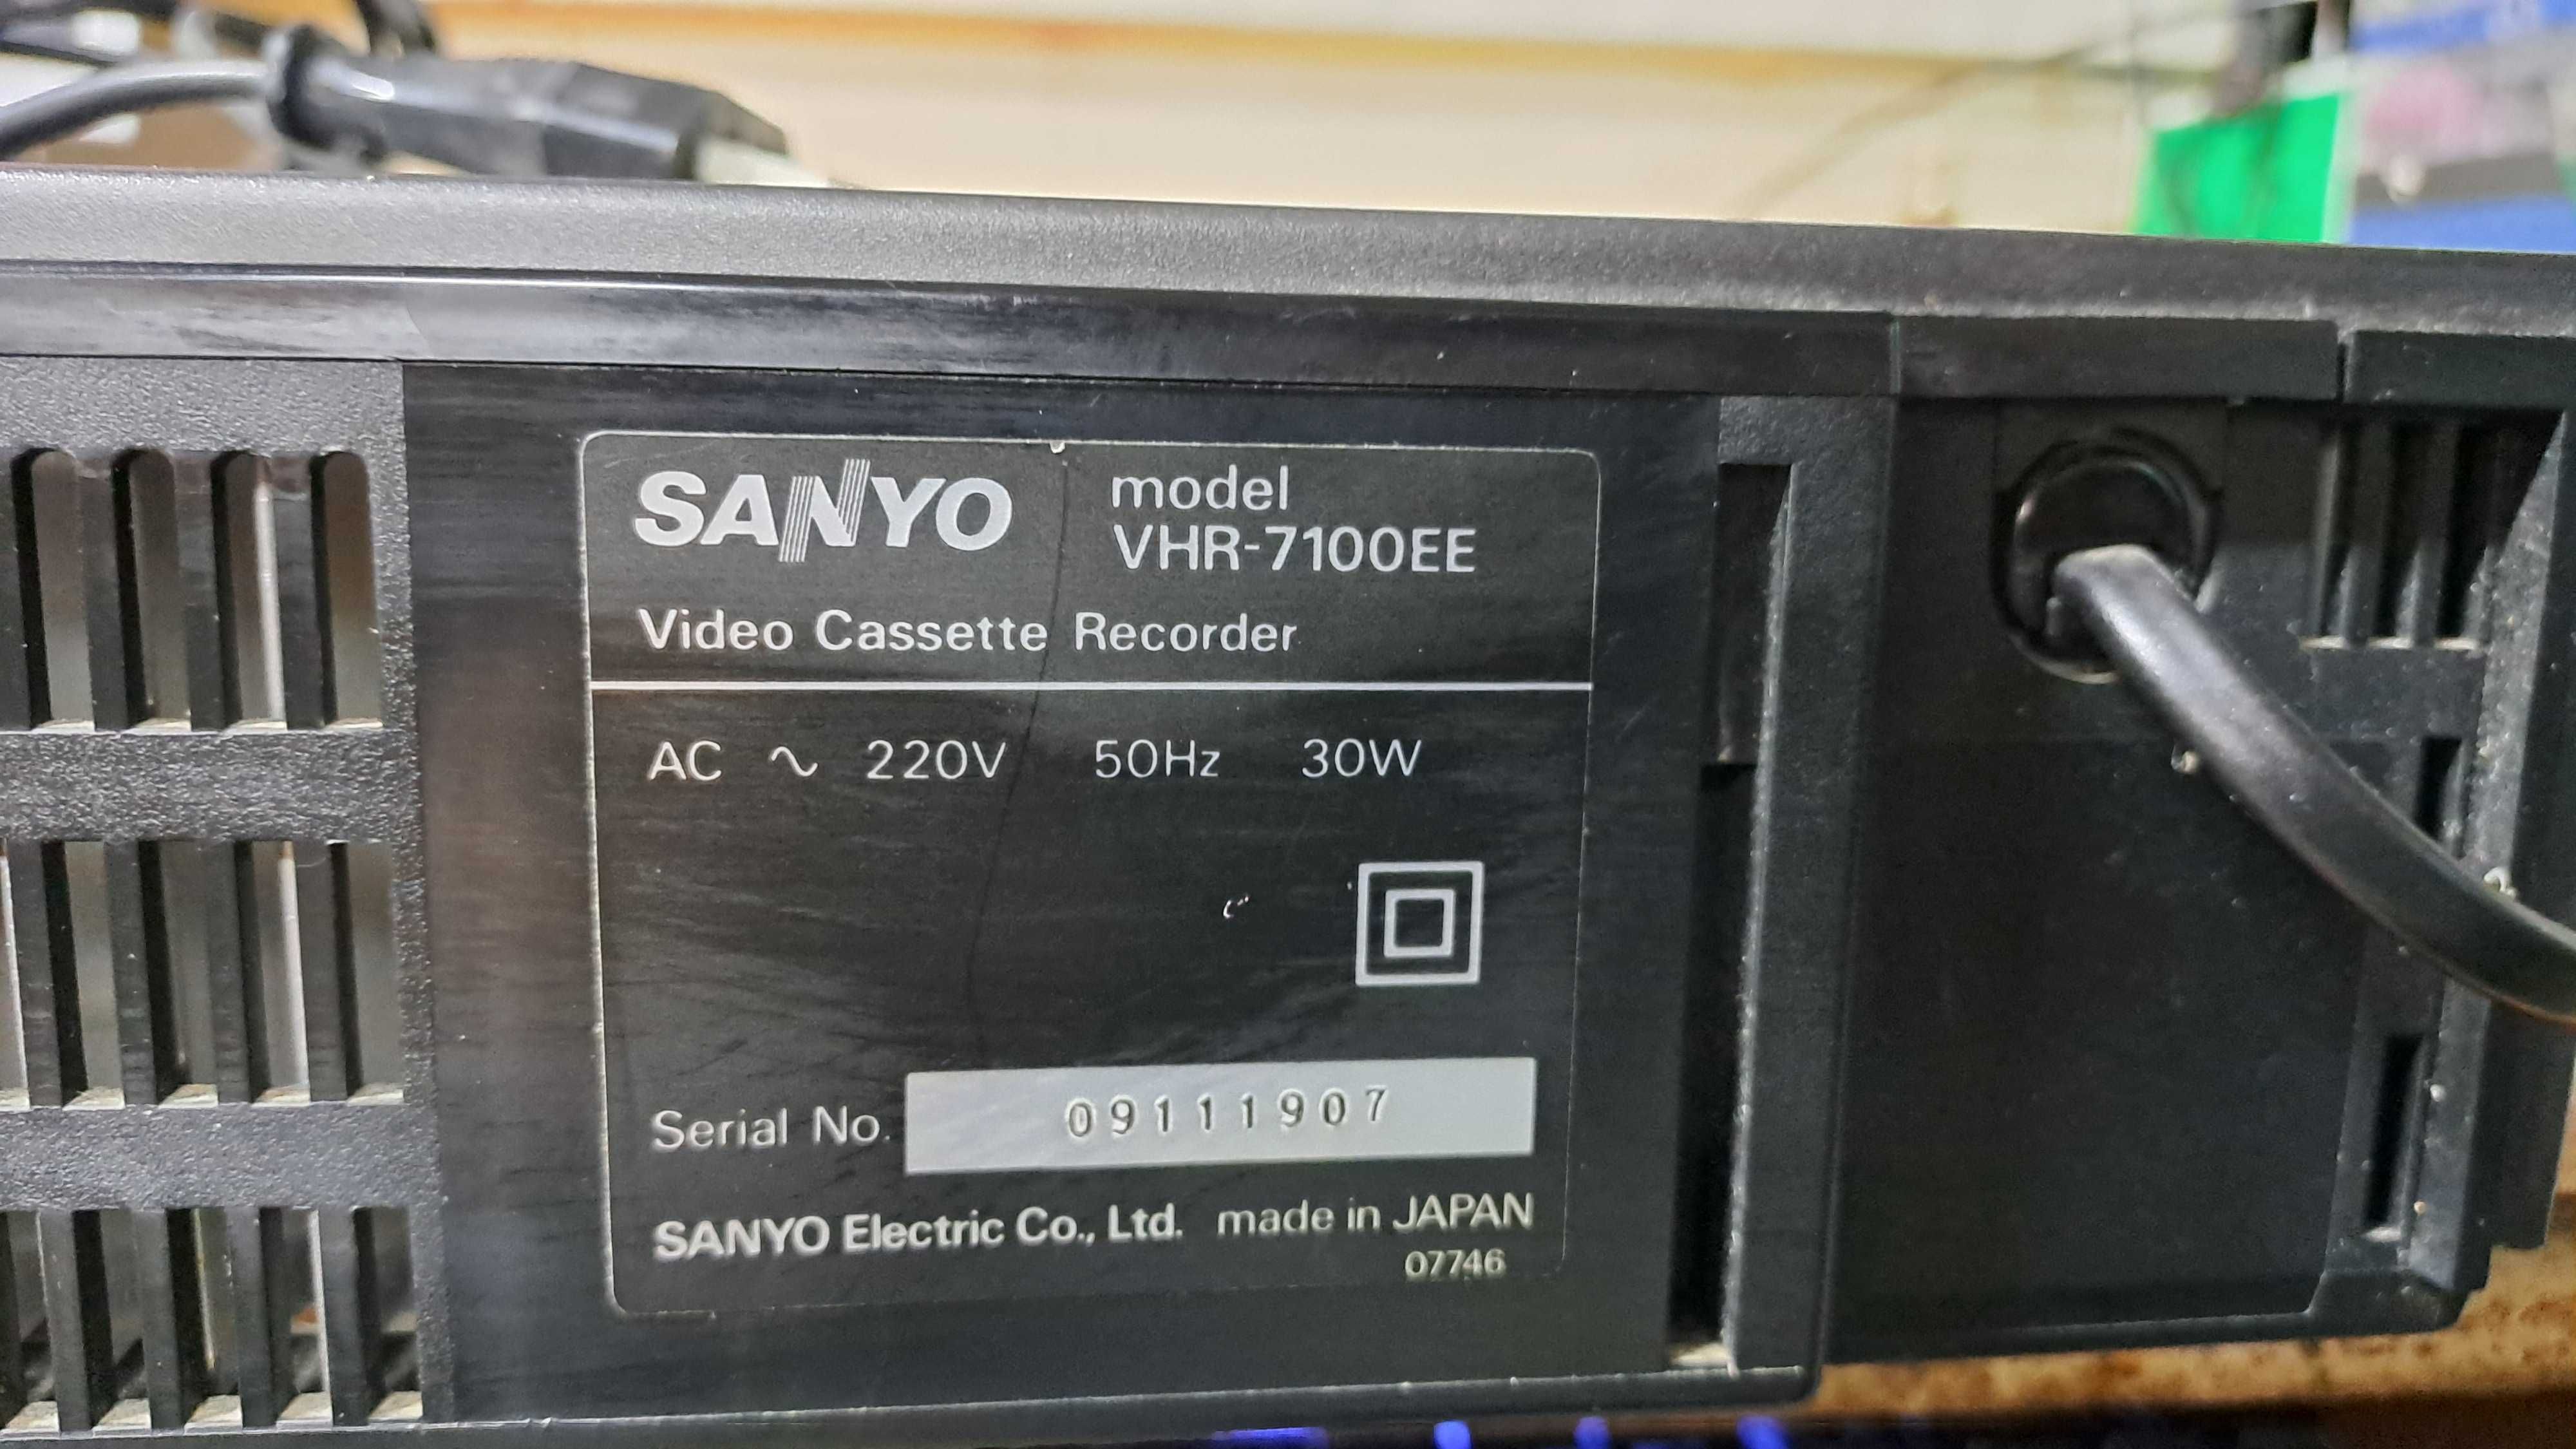 SANYO
model
VHR-7100EE
Video Cassette Recorder
AC ∿ 220V 50Hz 30W
Serial No. 09111907
SANYO Electric Co., Ltd. made in JAPAN
07746